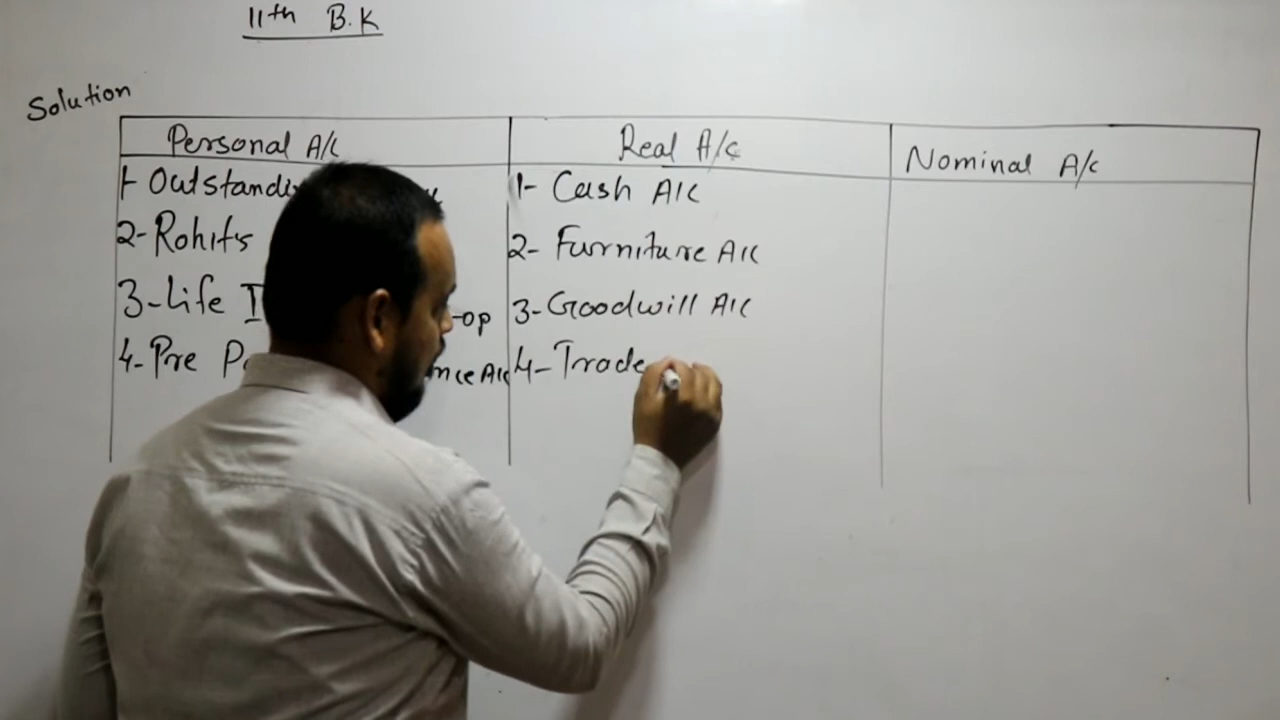 11th B.K
Solution
Personal A/C
Real A/c
Nominal A/c
1- Outstandi
2- Rohit's
3- Life I
-op
4- Pre P
nce A/C
1- Cash A/C
2- Furniture A/C
3- Goodwill A/C
4- Trade